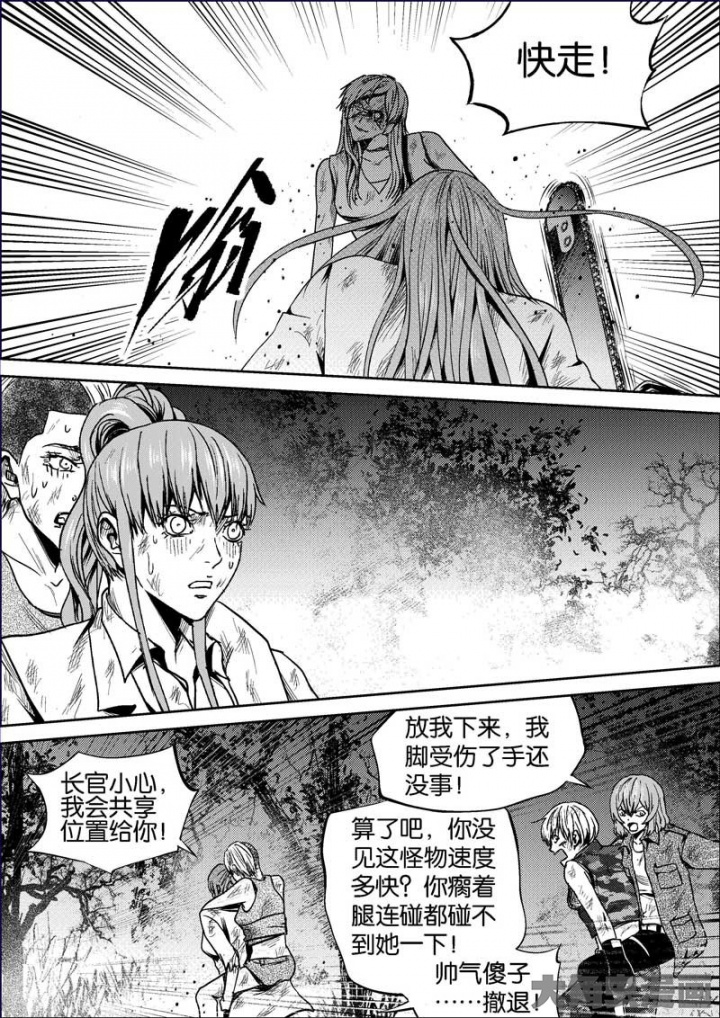 快走！
噌
长官小心，
我会共享
位置给你！
放我下来，我
脚受伤了手还
没事！
算了吧，你没
见这怪物速度
多快？你瘸着
腿连碰都碰不
到她一下！
帅气傻子
……撤退